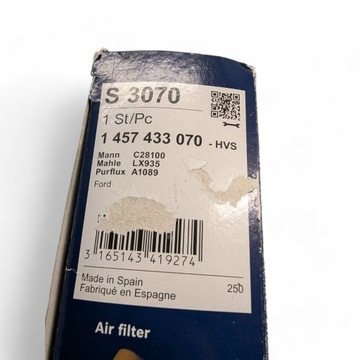 S 3070
1 St/Pc
1 457 433 070 - HVS
Mann C28100
Mahle LX935
Purflux A1089
Ford
3 165143 419274
Made in Spain
Fabriqué en Espagne
250
Air filter